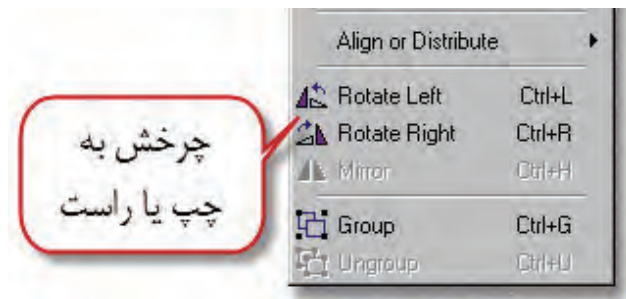 Align or Distribute
Rotate Left Ctrl+L
Rotate Right Ctrl+R
Mirror Ctrl+H
Group Ctrl+G
Ungroup Ctrl+U
چرخش به
چپ یا راست